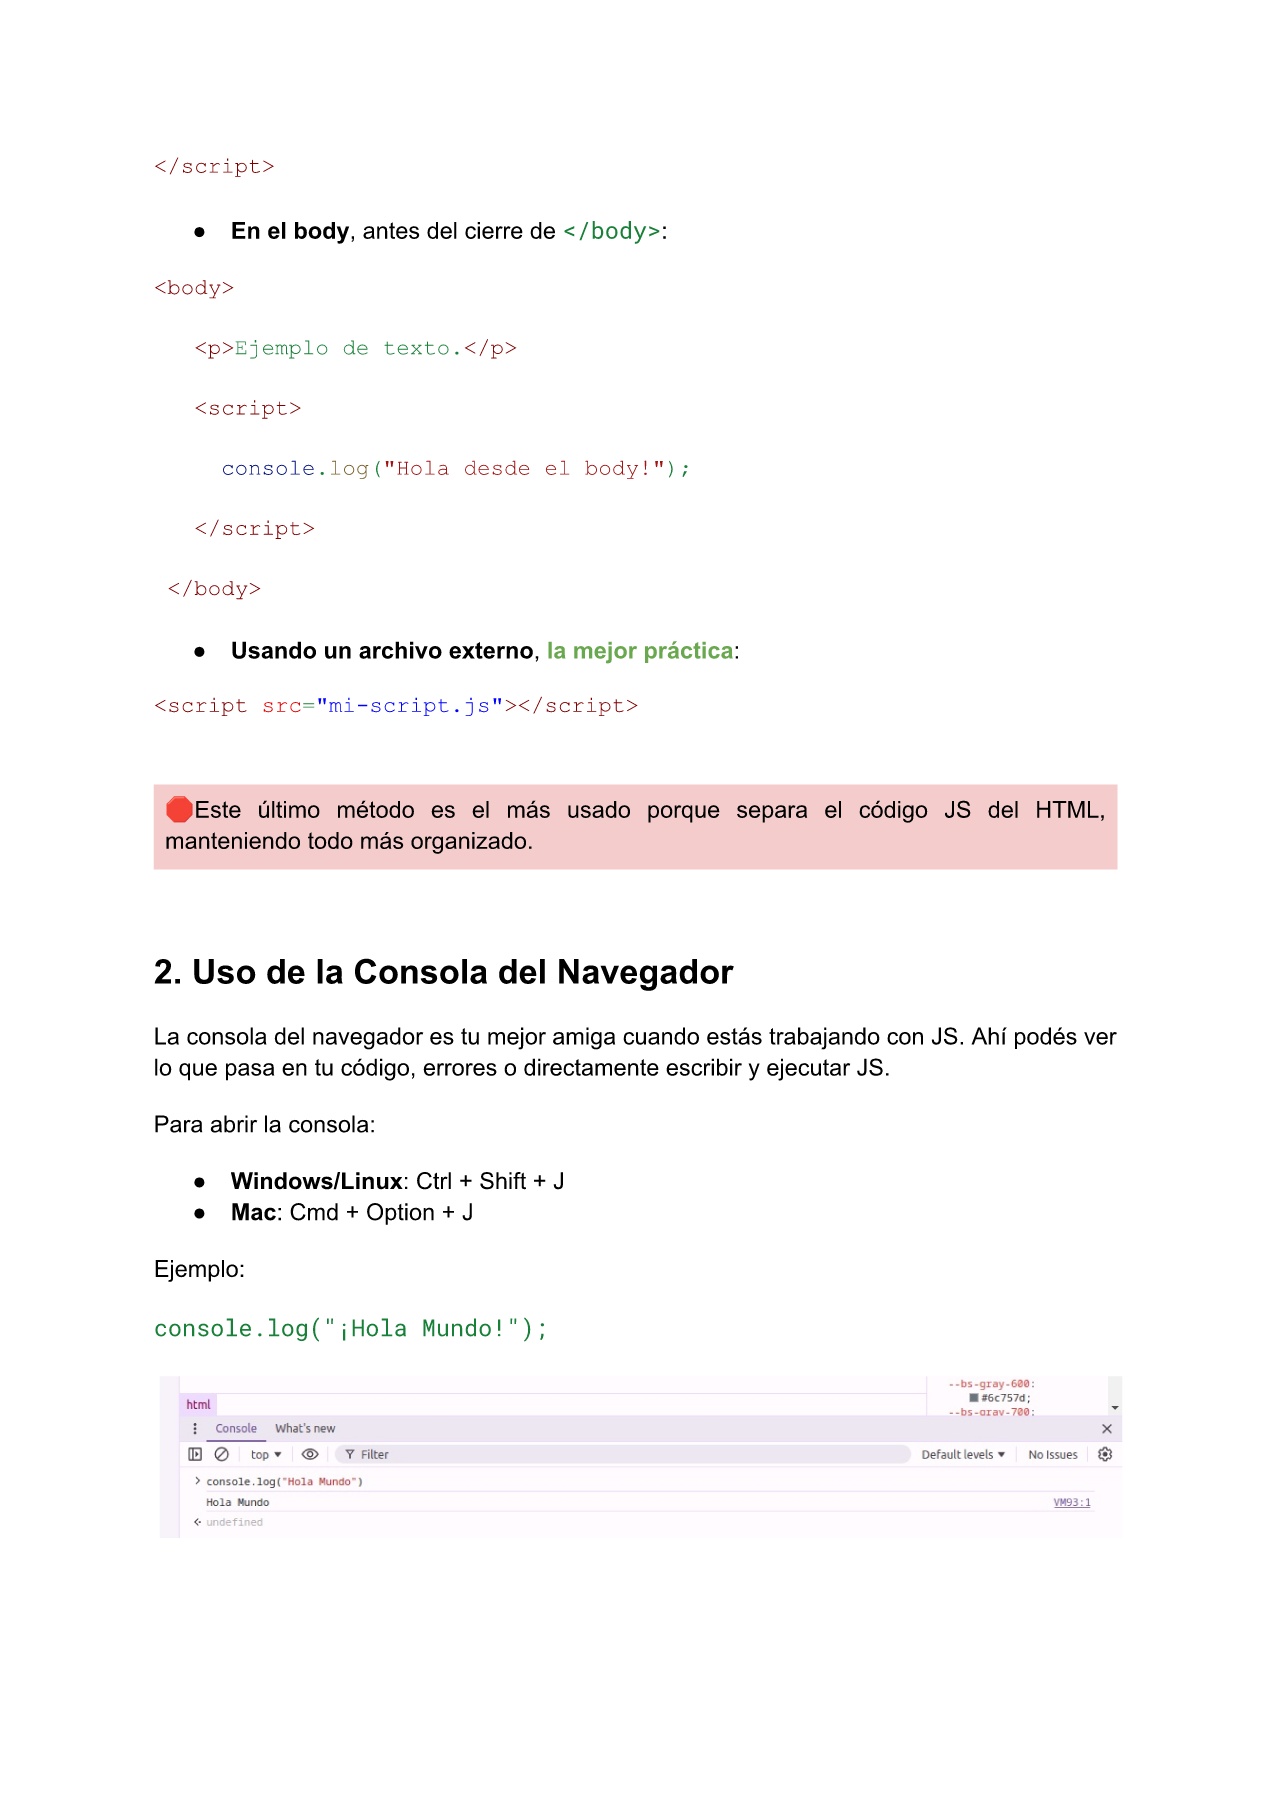 </script>
● En el body, antes del cierre de </body>:
<body>
<p>Ejemplo de texto.</p>
<script>
console.log("Hola desde el body!");
</script>
</body>
● Usando un archivo externo, la mejor práctica:
<script src="mi-script.js"></script>
🛑Este último método es el más usado porque separa el código JS del HTML,
manteniendo todo más organizado.
2. Uso de la Consola del Navegador
La consola del navegador es tu mejor amiga cuando estás trabajando con JS. Ahí podés ver
lo que pasa en tu código, errores o directamente escribir y ejecutar JS.
Para abrir la consola:
● Windows/Linux: Ctrl + Shift + J
● Mac: Cmd + Option + J
Ejemplo:
console.log("¡Hola Mundo!");
--bs-gray-600:
#6c757d;
--bs-gray-700:
html
Console What's new
top Filter Default levels No Issues
console.log("Hola Mundo")
Hola Mundo VM93:1
undefined